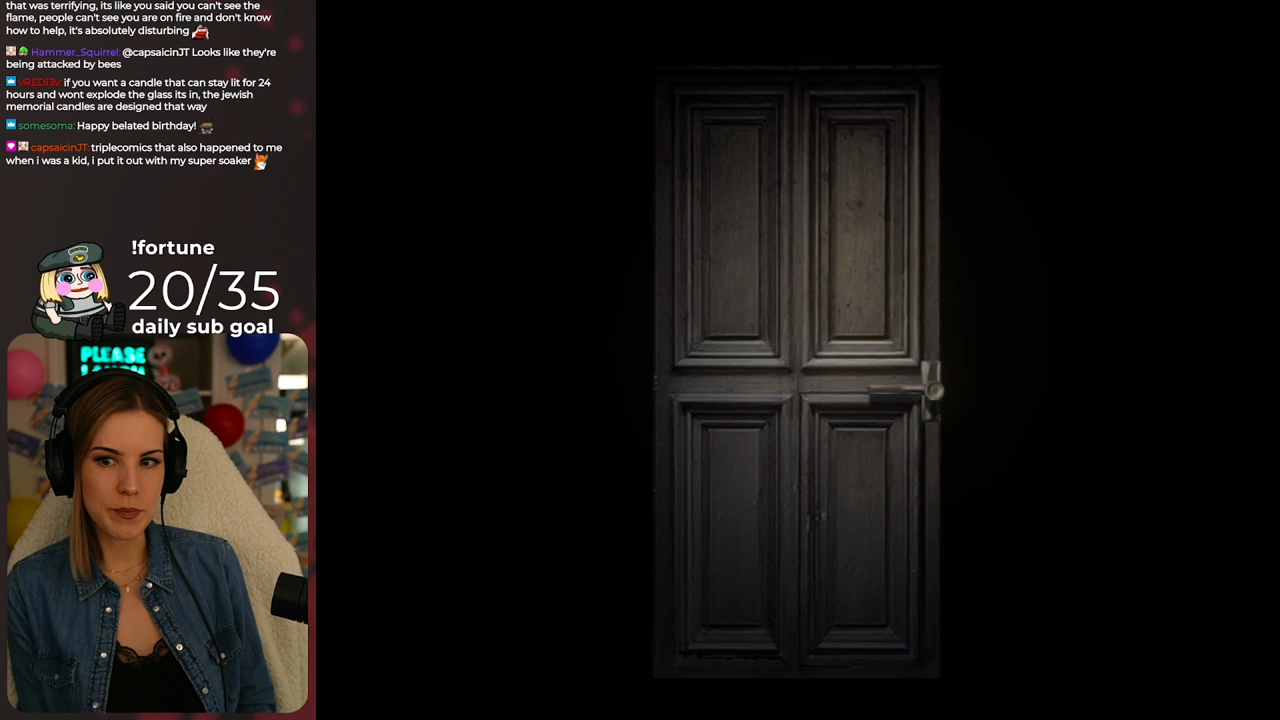 that was terrifying, its like you said you can't see the
flame, people can't see you are on fire and don't know
how to help, it's absolutely disturbing
Hammer_Squirrel: @capsaicinJT Looks like they're
being attacked by bees
if you want a candle that can stay lit for 24
hours and wont explode the glass its in, the jewish
memorial candles are designed that way
somesoma: Happy belated birthday!
capsaicinJT: triplecomics that also happened to me
when i was a kid, i put it out with my super soaker
!fortune
20/35
daily sub goal
PLEASE